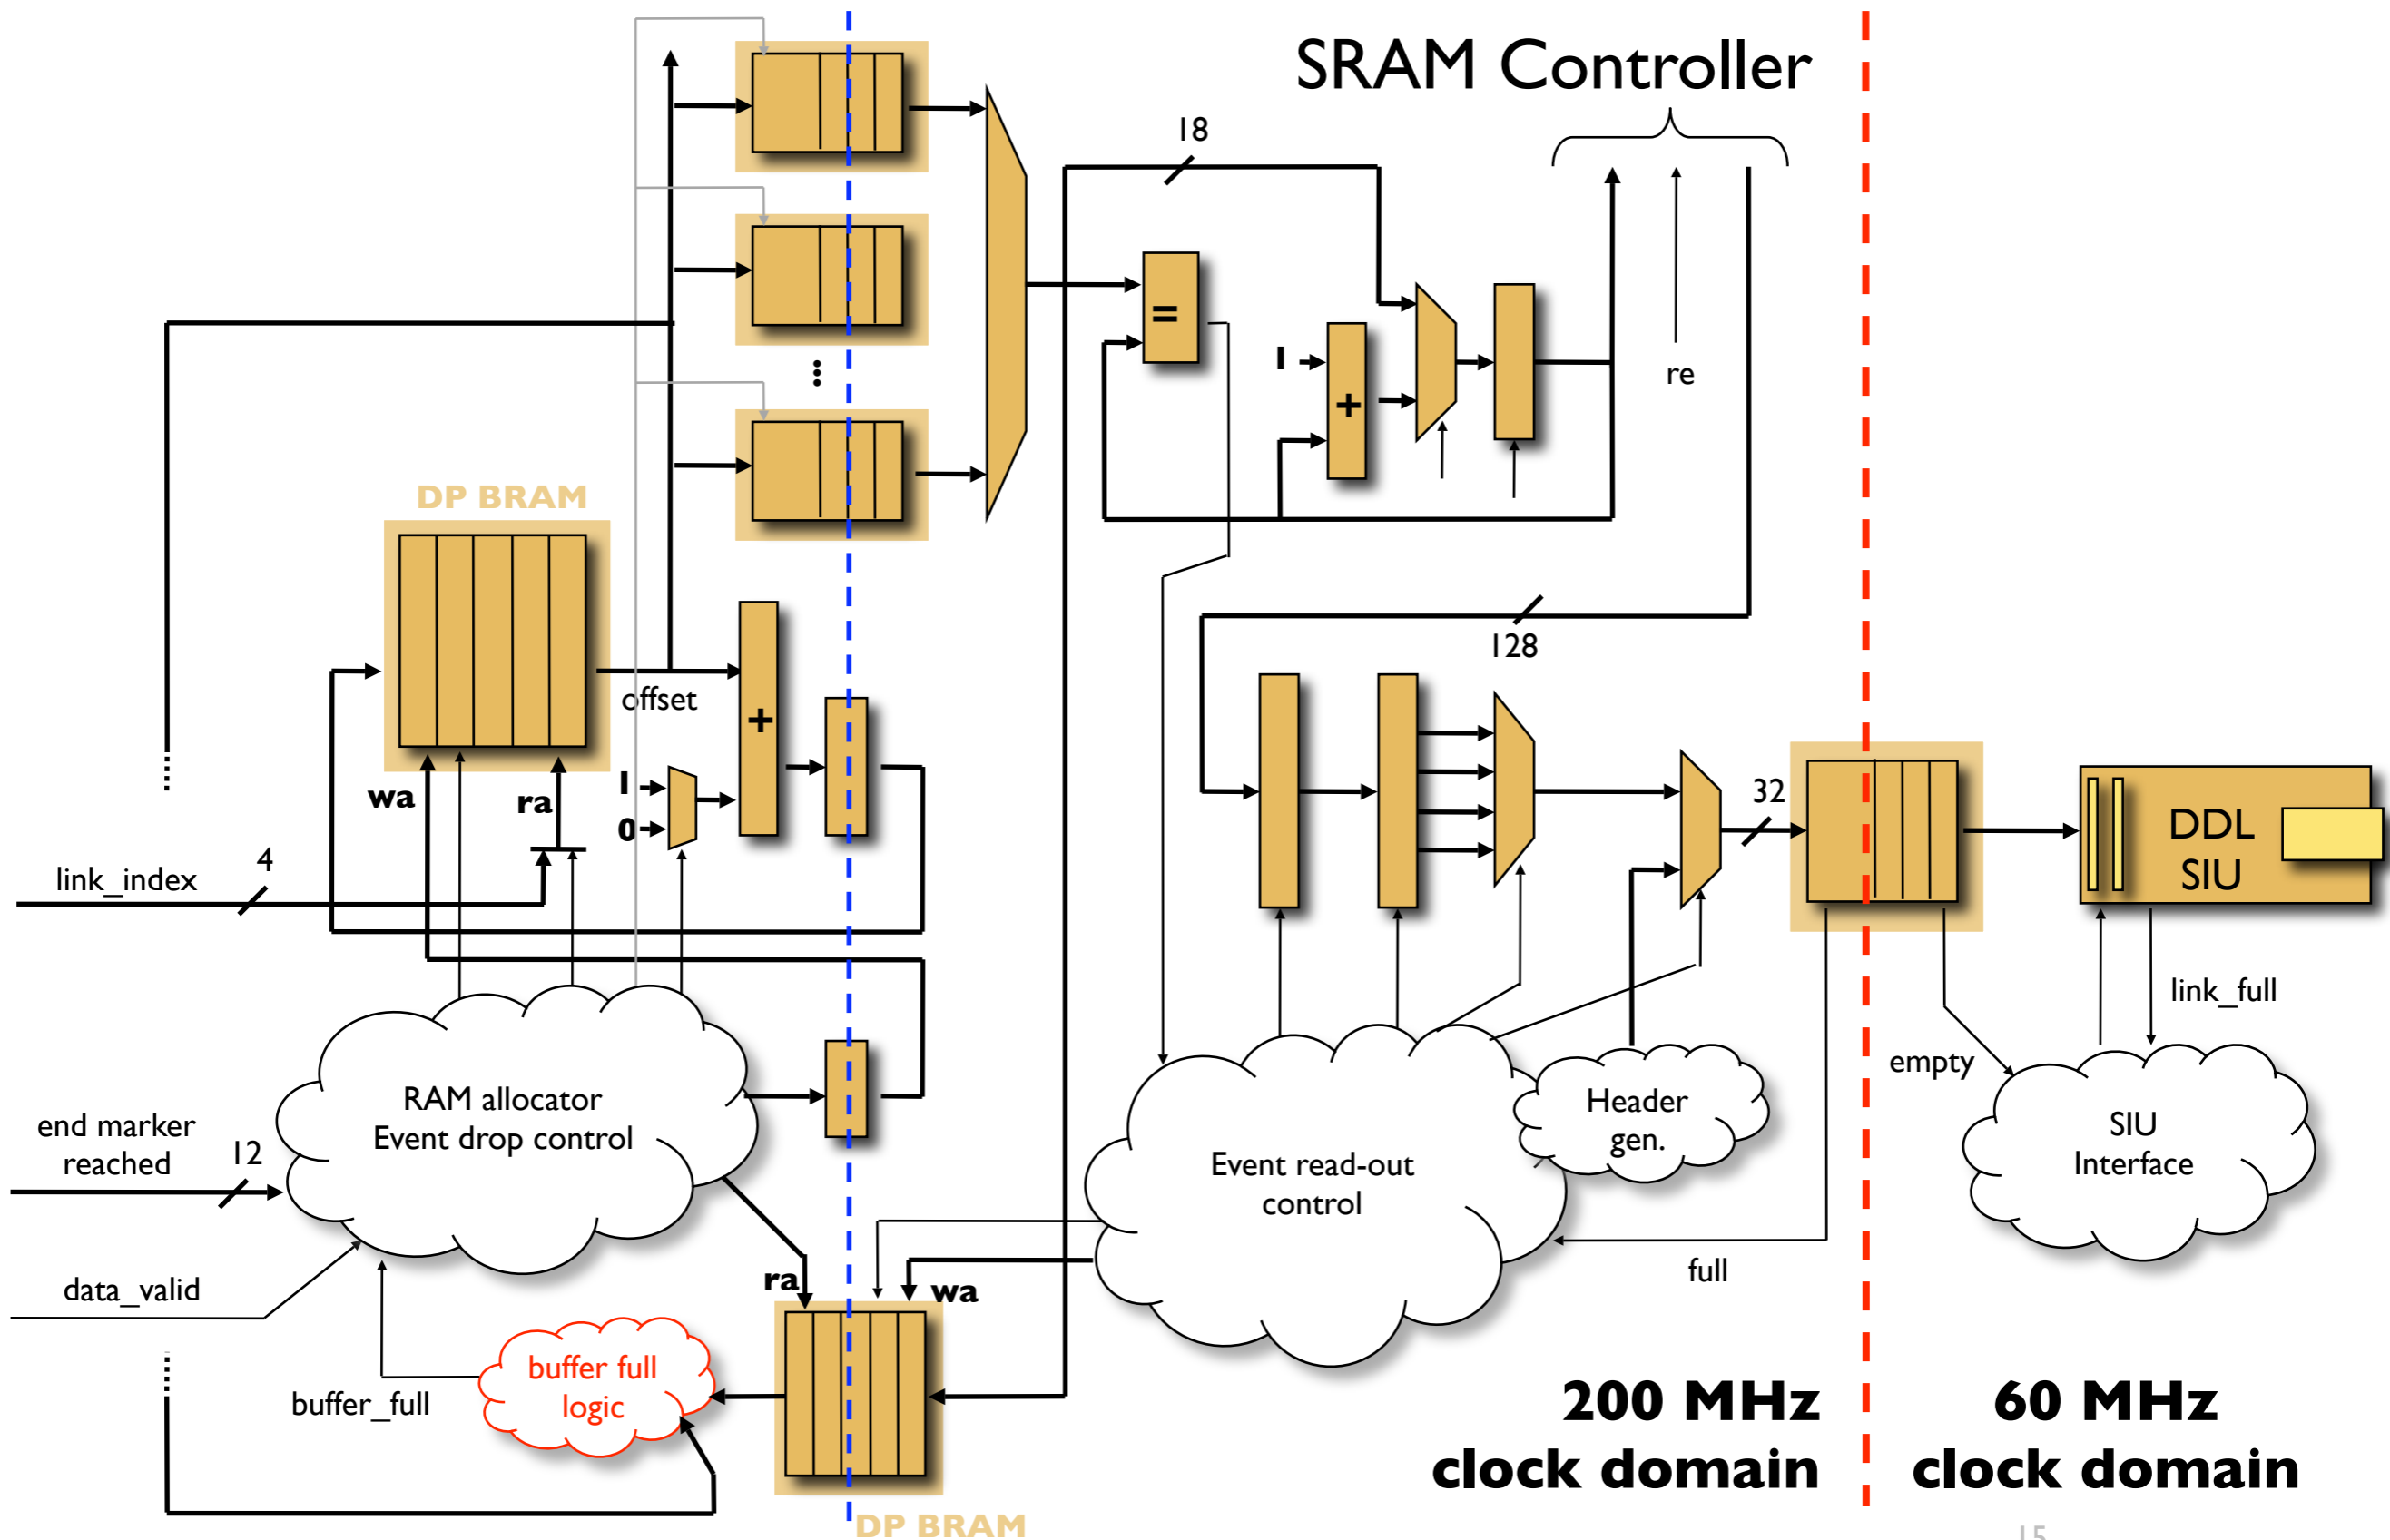 SRAM Controller
18
=
1
+
re
DP BRAM
128
offset
+
1
0
wa
ra
32
DDL
SIU
4
link_index
link_full
empty
RAM allocator
Event drop control
Header
gen.
SIU
Interface
end marker
reached
12
Event read-out
control
full
data_valid
ra
wa
buffer full
logic
buffer_full
200 MHz
clock domain
60 MHz
clock domain
DP BRAM
15